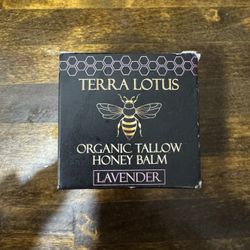 TERRA LOTUS
ORGANIC TALLOW
HONEY BALM
LAVENDER